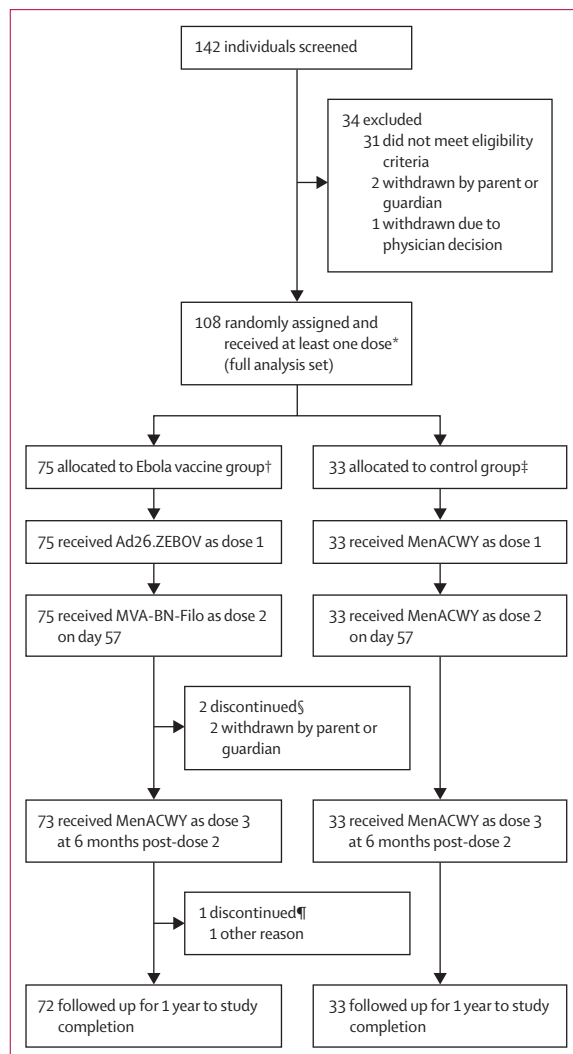 142 individuals screened
34 excluded
31 did not meet eligibility
criteria
2 withdrawn by parent or
guardian
1 withdrawn due to
physician decision
108 randomly assigned and
received at least one dose*
(full analysis set)
75 allocated to Ebola vaccine group†
33 allocated to control group‡
75 received Ad26.ZEBOV as dose 1
33 received MenACWY as dose 1
75 received MVA-BN-Filo as dose 2
on day 57
33 received MenACWY as dose 2
on day 57
2 discontinued§
2 withdrawn by parent or
guardian
73 received MenACWY as dose 3
at 6 months post-dose 2
33 received MenACWY as dose 3
at 6 months post-dose 2
1 discontinued¶
1 other reason
72 followed up for 1 year to study
completion
33 followed up for 1 year to study
completion